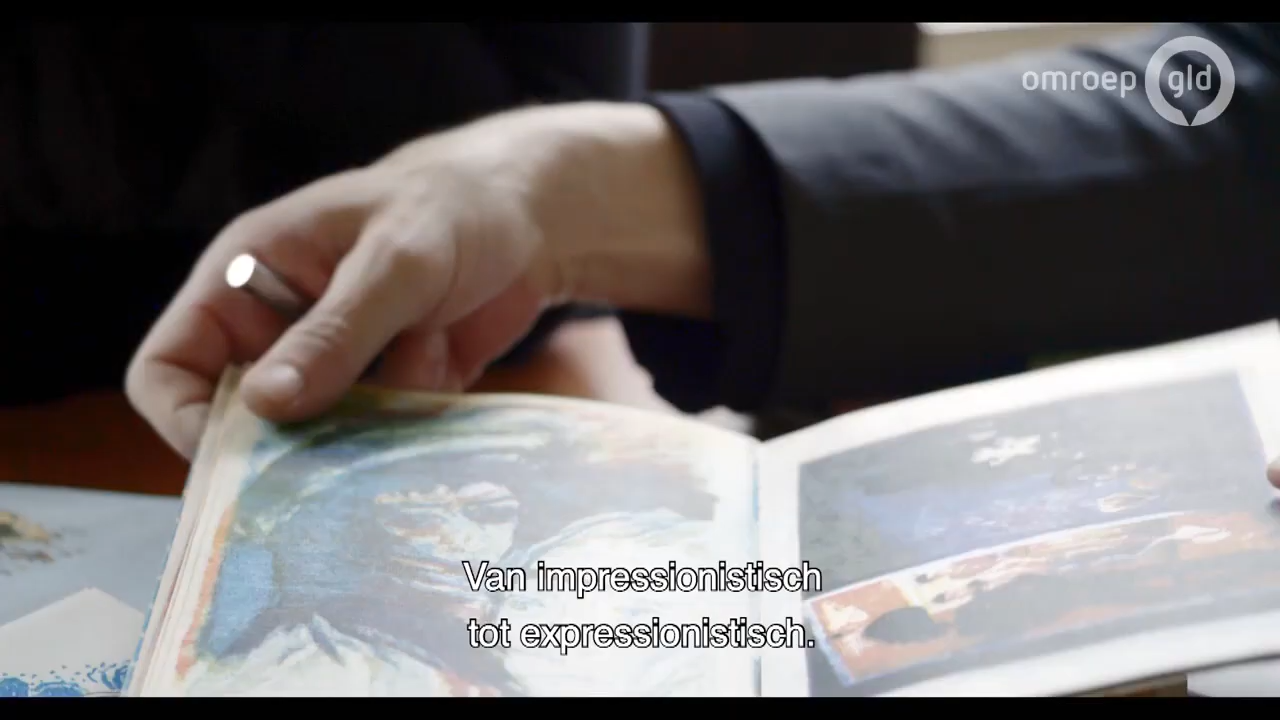 omroep gld
Van impressionistisch
tot expressionistisch.